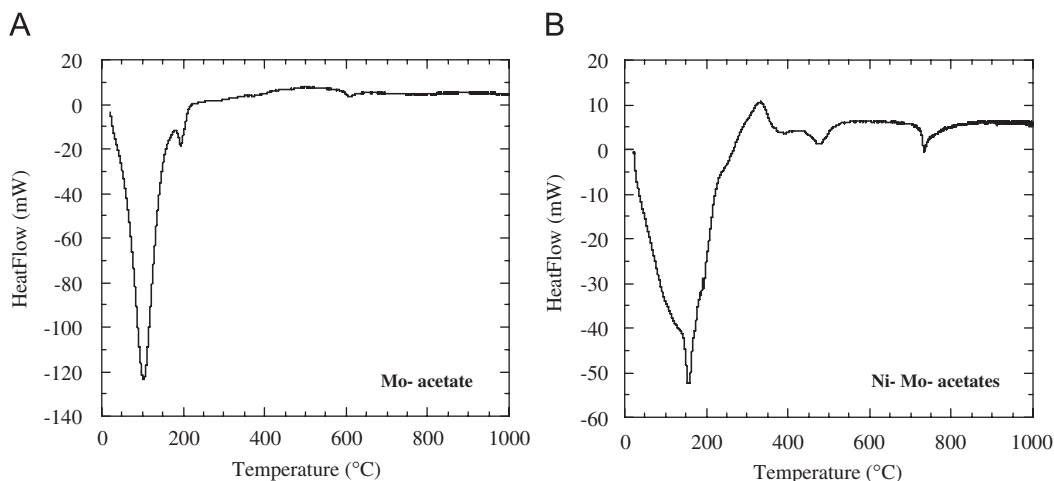 A
20
0
-20
-40
-60
-80
-100
-120
-140
HeatFlow (mW)
Mo- acetate
0 200 400 600 800 1000
Temperature (°C)
B
20
10
0
-10
-20
-30
-40
-50
-60
HeatFlow (mW)
Ni- Mo- acetates
0 200 400 600 800 1000
Temperature (°C)